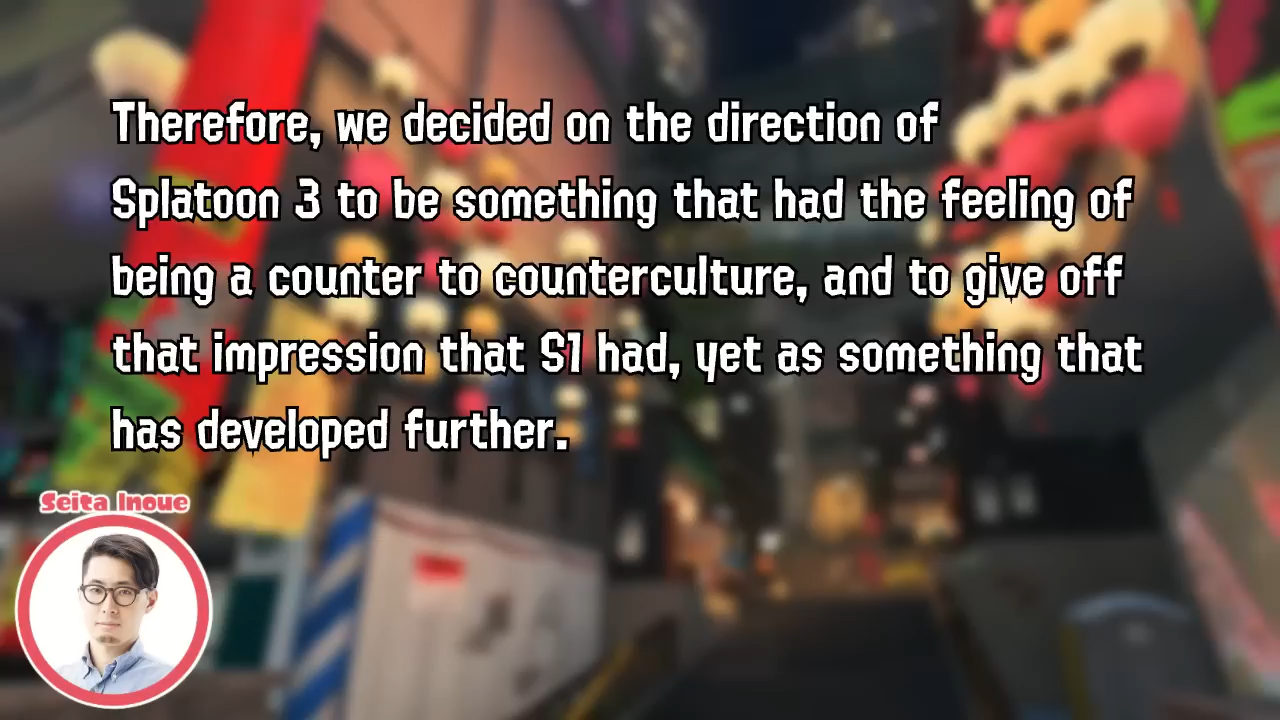 Therefore, we decided on the direction of
Splatoon 3 to be something that had the feeling of
being a counter to counterculture, and to give off
that impression that S1 had, yet as something that
has developed further.
Seita Inoue